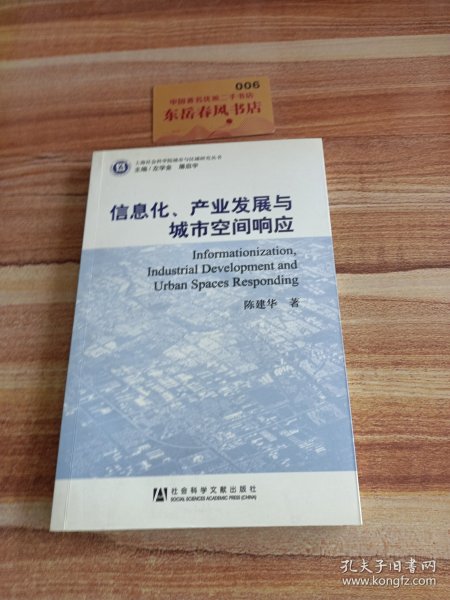 006
中国著名优秀二手书店
东岳春风书店
上海社会科学院城市与区域研究丛书
主编/左学金 屠启宇
信息化、产业发展与
城市空间响应
Informationization,
Industrial Development and
Urban Spaces Responding
陈建华 著
社会科学文献出版社
SOCIAL SCIENCES ACADEMIC PRESS (CHINA)
孔夫子旧书网
www.kongfz.com